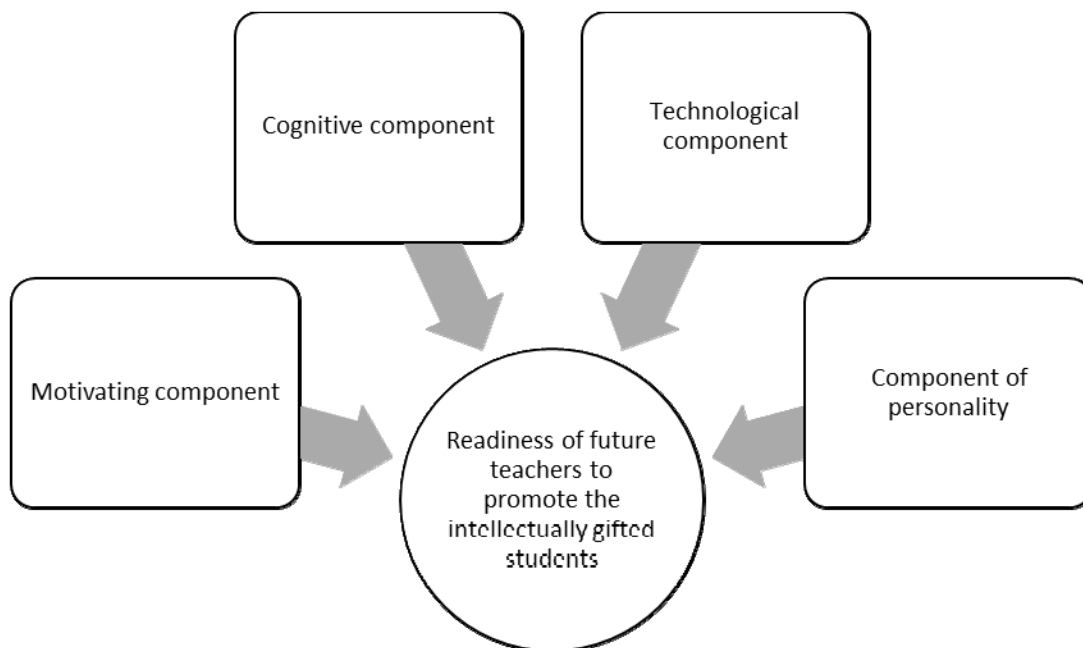 Cognitive component
Technological
component
Motivating component
Component of
personality
Readiness of future
teachers to
promote the
intellectually gifted
students